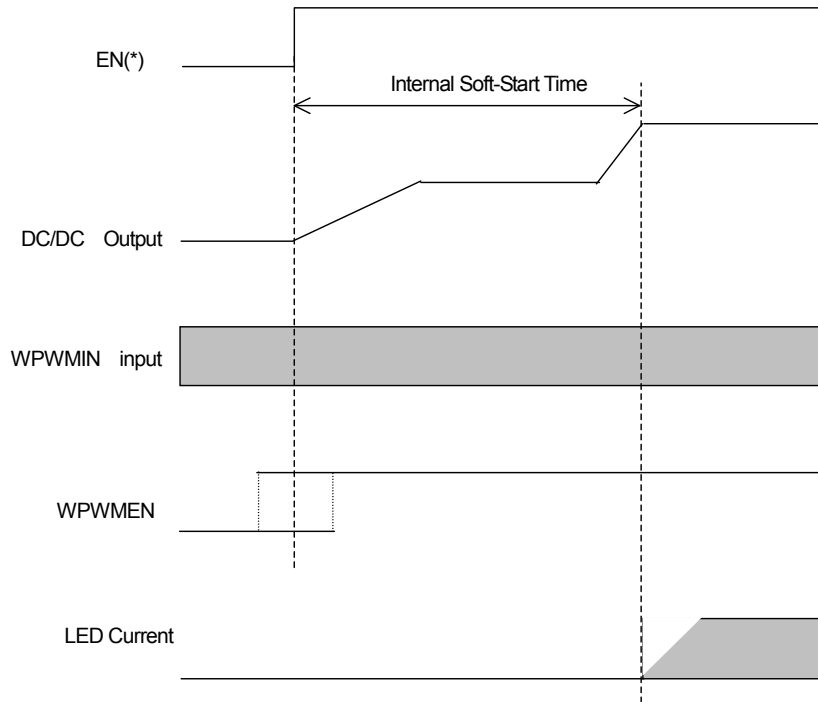 EN(*)
Internal Soft-Start Time
DC/DC Output
WPWMIN input
WPWMEN
LED Current